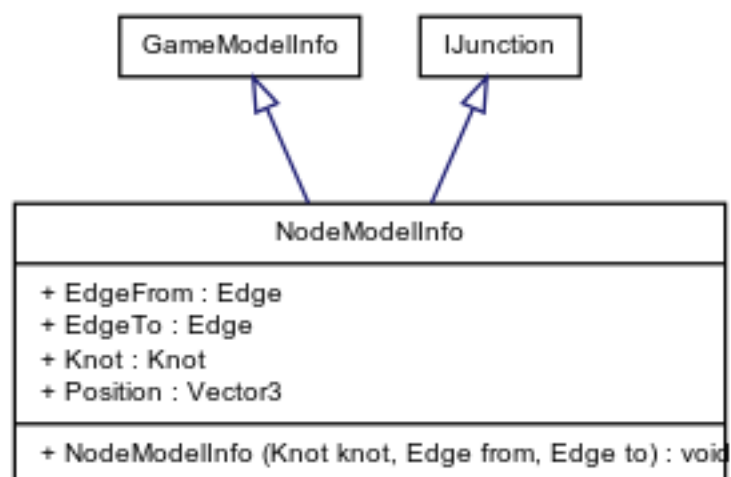 GameModelInfo
IJunction
NodeModelInfo
+ EdgeFrom : Edge
+ EdgeTo : Edge
+ Knot : Knot
+ Position : Vector3
+ NodeModelInfo (Knot knot, Edge from, Edge to) : void